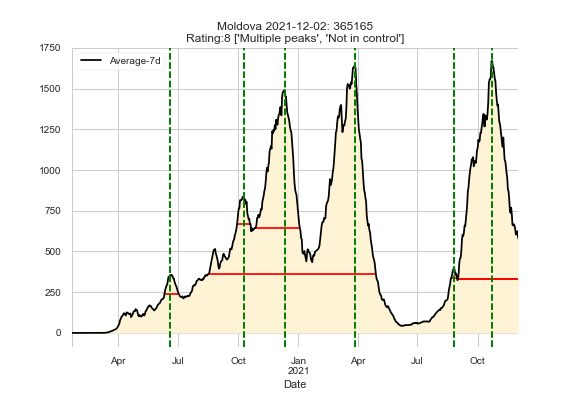 Moldova 2021-12-02: 365165
Rating:8 ['Multiple peaks', 'Not in control']
Average-7d
1750
1500
1250
1000
750
500
250
0
Apr Jul Oct Jan Apr Jul Oct
2021
Date